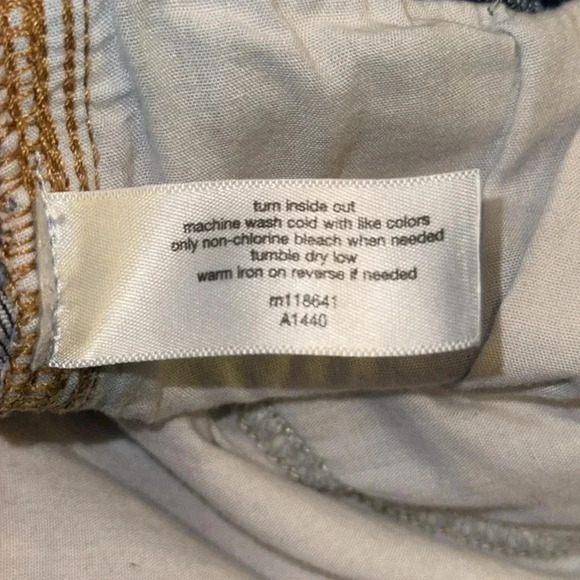 turn inside out
machine wash cold with like colors
only non-chlorine bleach when needed
tumble dry low
warm iron on reverse if needed
m118641
A1440